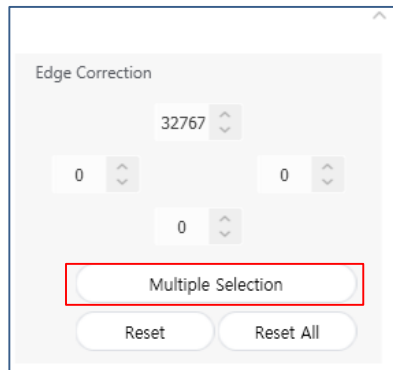 Edge Correction
32767
0 0
0
Multiple Selection
Reset Reset All